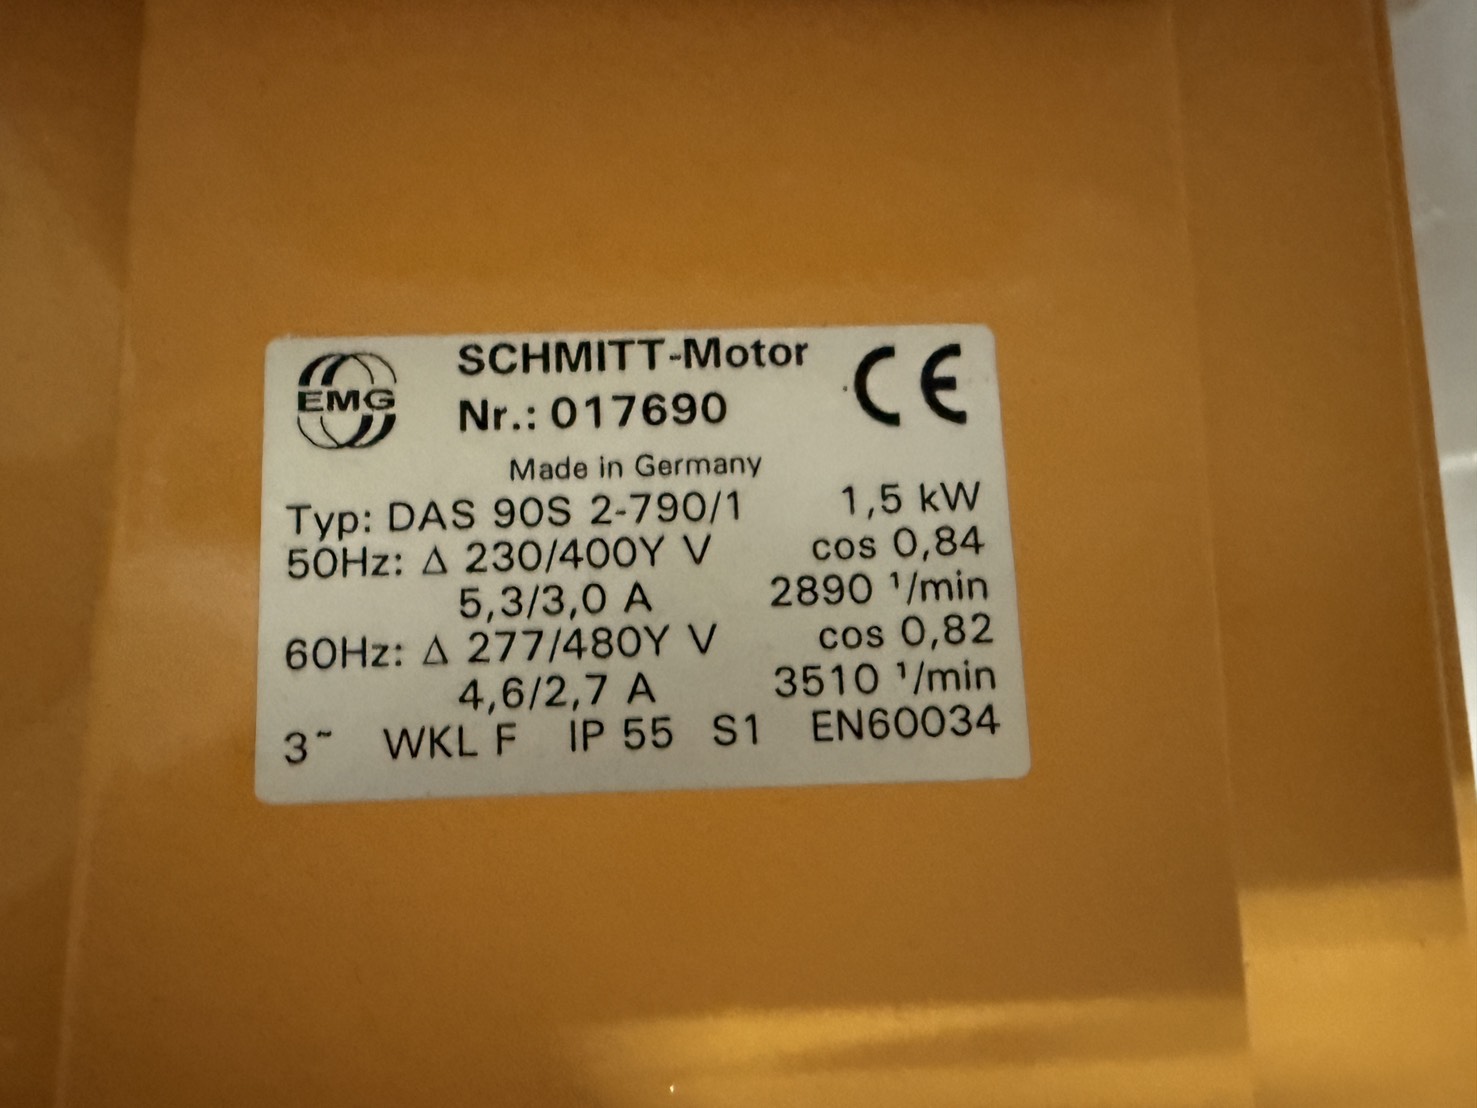 EMG
SCHMITT-Motor
Nr.: 017690
CE
Made in Germany
Typ: DAS 90S 2-790/1 1,5 kW
50Hz: Δ 230/400Y V cos 0,84
5,3/3,0 A 2890 ¹/min
60Hz: Δ 277/480Y V cos 0,82
4,6/2,7 A 3510 ¹/min
3~ WKL F IP 55 S1 EN60034